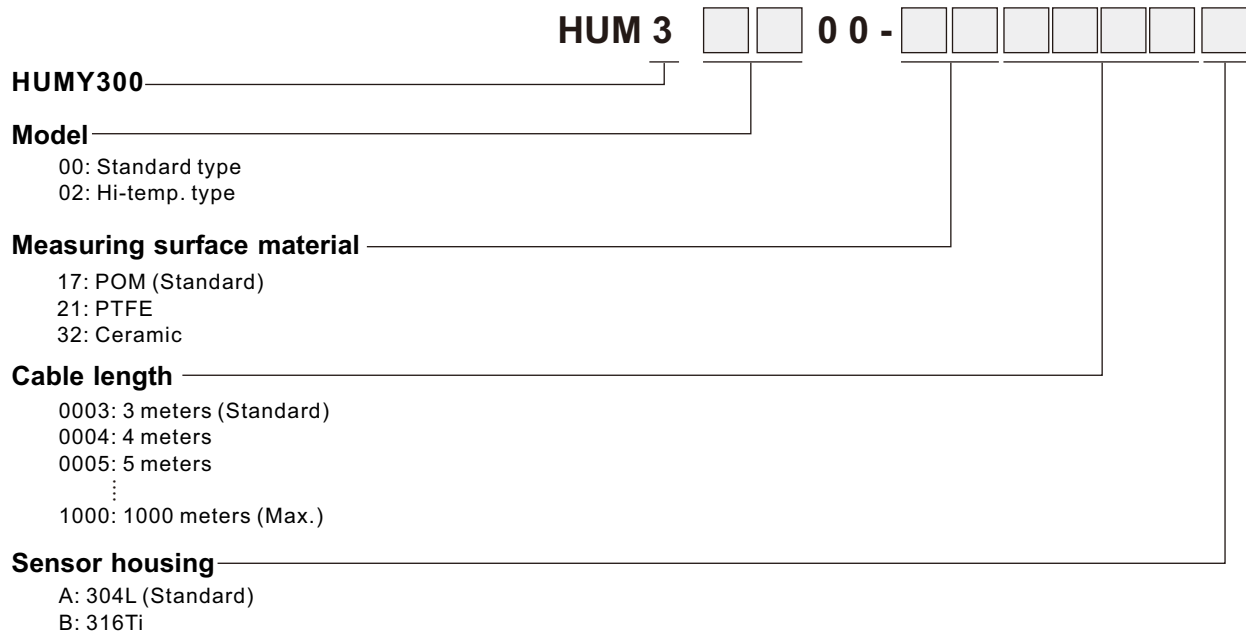 HUM 3 00-
HUMY300
Model
00: Standard type
02: Hi-temp. type
Measuring surface material
17: POM (Standard)
21: PTFE
32: Ceramic
Cable length
0003: 3 meters (Standard)
0004: 4 meters
0005: 5 meters
1000: 1000 meters (Max.)
Sensor housing
A: 304L (Standard)
B: 316Ti